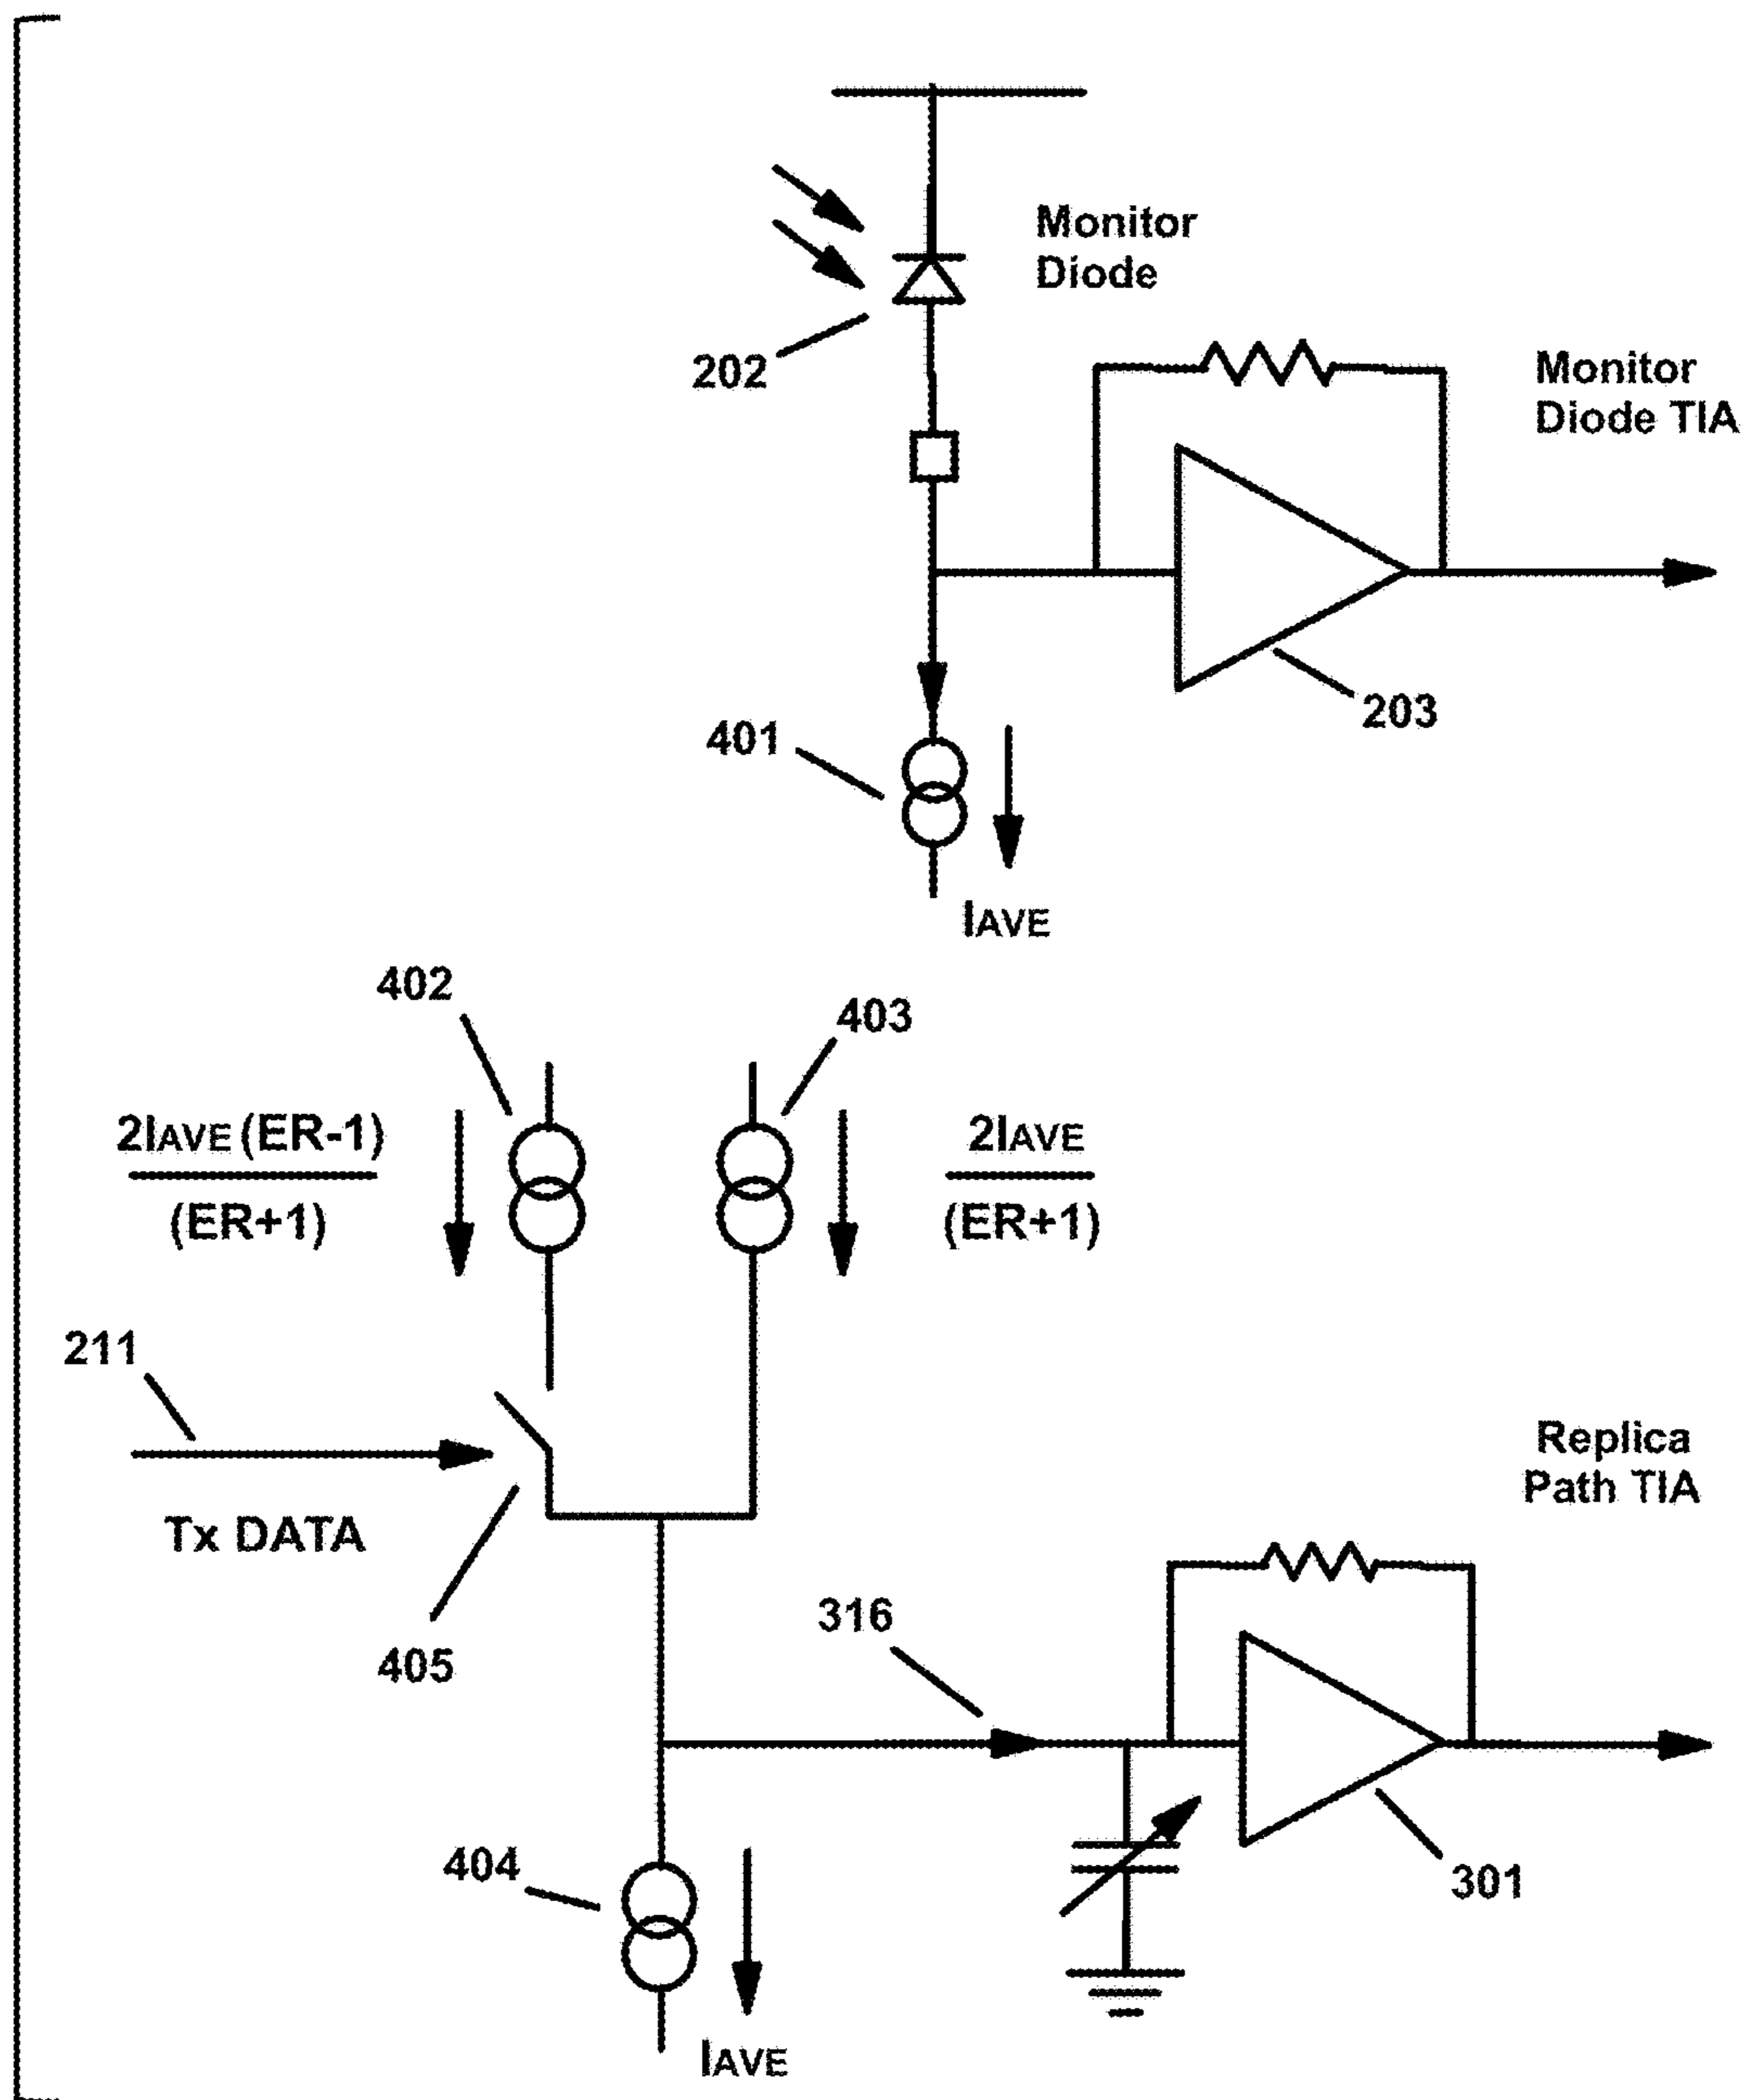 Monitor
Diode
202
Monitor
Diode TIA
203
401
IAVE
402
403
2IAVE (ER-1)
(ER+1)
2IAVE
(ER+1)
211
Tx DATA
405
Replica
Path TIA
316
301
404
IAVE